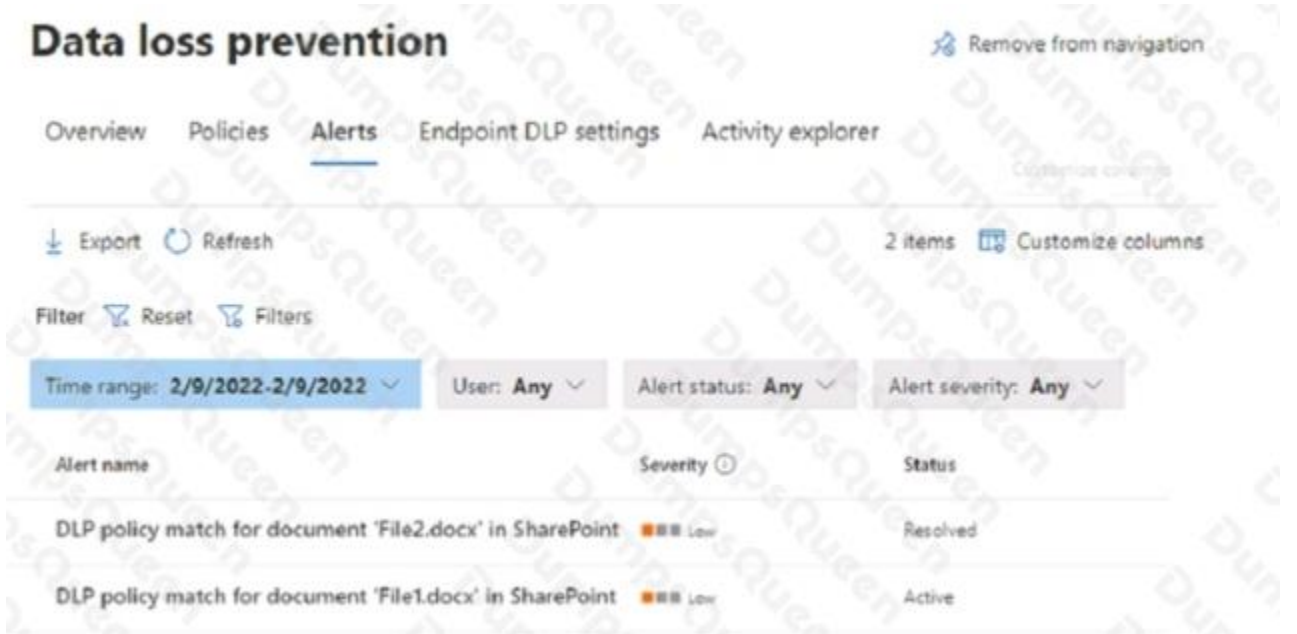 Data loss prevention
Remove from navigation
Overview Policies Alerts Endpoint DLP settings Activity explorer
Customize columns
Export Refresh 2 items Customize columns
Filter Reset Filters
Time range: 2/9/2022-2/9/2022 User: Any Alert status: Any Alert severity: Any
Alert name Severity Status
DLP policy match for document 'File2.docx' in SharePoint Low Resolved
DLP policy match for document 'File1.docx' in SharePoint Low Active
DumpsQueen